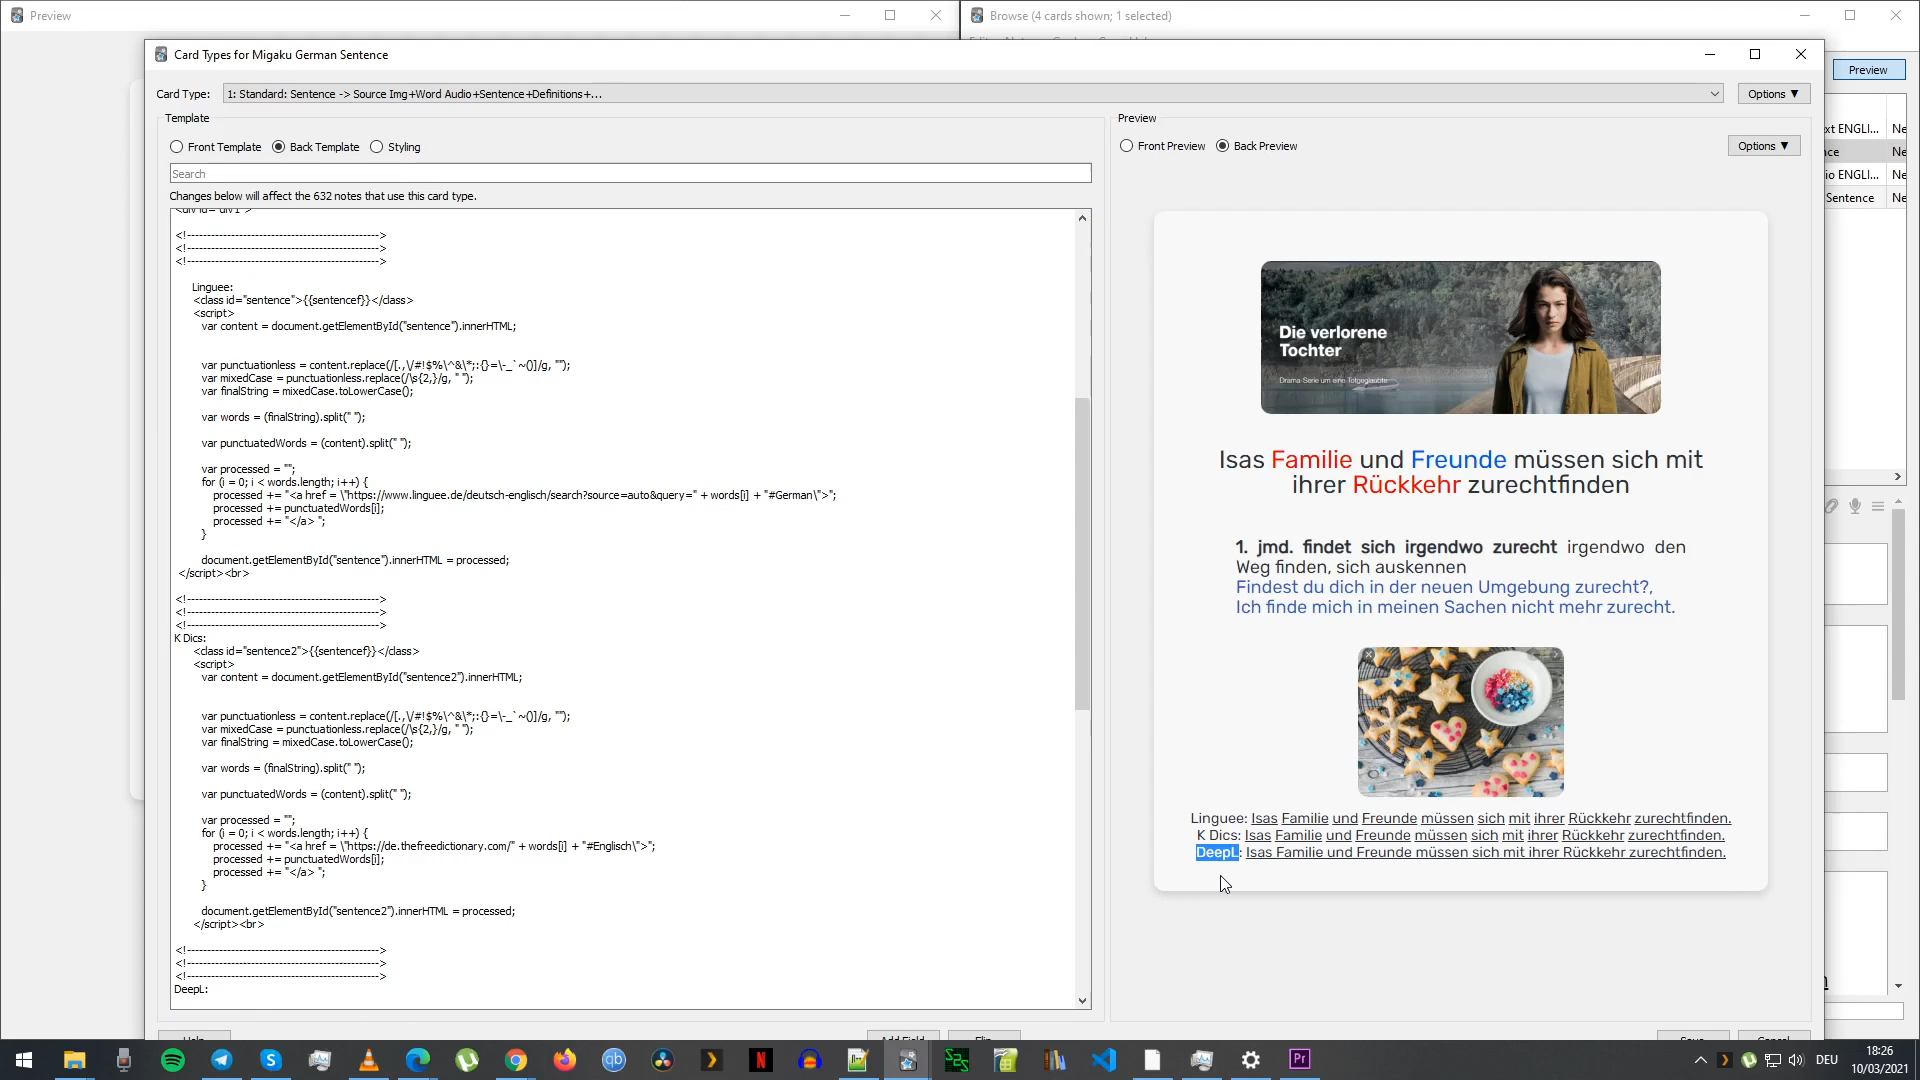 Preview
Browse (4 cards shown; 1 selected)
Card Types for Migaku German Sentence
Preview
Card Type:
1: Standard: Sentence -> Source Img+Word Audio+Sentence+Definitions+...
Options ▼
Template
Front Template
Back Template
Styling
Search
Changes below will affect the 632 notes that use this card type.
<!------------------------------------------------>
<!------------------------------------------------>
<!------------------------------------------------>
Linguee:
<class id="sentence">{{sentencef}}</class>
<script>
var content = document.getElementById("sentence").innerHTML;
var punctuationless = content.replace(/[.,\/#!$%\^&\*;:{}=\-_`~()]/g, "");
var mixedCase = punctuationless.replace(/\s{2,}/g, " ");
var finalString = mixedCase.toLowerCase();
var words = (finalString).split(" ");
var punctuatedWords = (content).split(" ");
var processed = "";
for (i = 0; i < words.length; i++) {
processed += "<a href = \"https://www.linguee.de/deutsch-englisch/search?source=auto&query=" + words[i] + "#German\">";
processed += punctuatedWords[i];
processed += "</a> ";
}
document.getElementById("sentence").innerHTML = processed;
</script><br>
<!------------------------------------------------>
<!------------------------------------------------>
<!------------------------------------------------>
K Dics:
<class id="sentence2">{{sentencef}}</class>
<script>
var content = document.getElementById("sentence2").innerHTML;
var punctuationless = content.replace(/[.,\/#!$%\^&\*;:{}=\-_`~()]/g, "");
var mixedCase = punctuationless.replace(/\s{2,}/g, " ");
var finalString = mixedCase.toLowerCase();
var words = (finalString).split(" ");
var punctuatedWords = (content).split(" ");
var processed = "";
for (i = 0; i < words.length; i++) {
processed += "<a href = \"https://de.thefreedictionary.com/" + words[i] + "#Englisch\">";
processed += punctuatedWords[i];
processed += "</a> ";
}
document.getElementById("sentence2").innerHTML = processed;
</script><br>
<!------------------------------------------------>
<!------------------------------------------------>
<!------------------------------------------------>
DeepL:
Preview
Front Preview
Back Preview
Options ▼
Die verlorene
Tochter
Drama-Serie um eine Totgeglaubte
Isas Familie und Freunde müssen sich mit
ihrer Rückkehr zurechtfinden
1. jmd. findet sich irgendwo zurecht irgendwo den
Weg finden, sich auskennen
Findest du dich in der neuen Umgebung zurecht?,
Ich finde mich in meinen Sachen nicht mehr zurecht.
Linguee: Isas Familie und Freunde müssen sich mit ihrer Rückkehr zurechtfinden.
K Dics: Isas Familie und Freunde müssen sich mit ihrer Rückkehr zurechtfinden.
DeepL: Isas Familie und Freunde müssen sich mit ihrer Rückkehr zurechtfinden.
ENGLI... Ne
Ne
ENGLI... Ne
Sentence Ne
DEU
18:26
10/03/2021